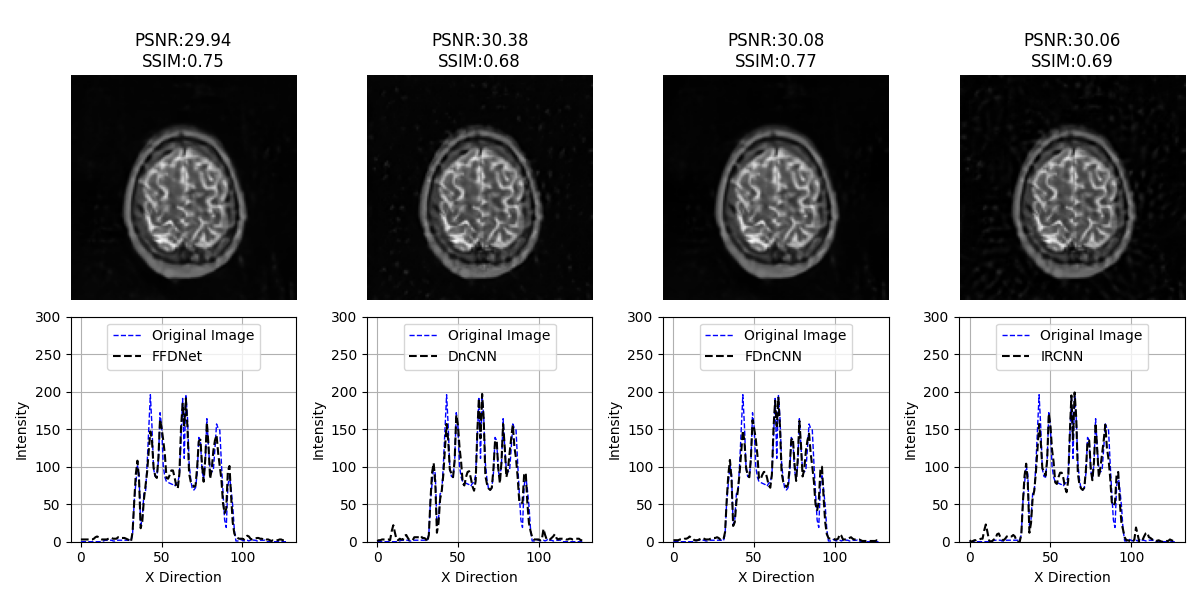 PSNR:29.94
SSIM:0.75
PSNR:30.38
SSIM:0.68
PSNR:30.08
SSIM:0.77
PSNR:30.06
SSIM:0.69
300
250
200
150
100
50
0
Intensity
Original Image
FFDNet
0
50
100
X Direction
300
250
200
150
100
50
0
Intensity
Original Image
DnCNN
0
50
100
X Direction
300
250
200
150
100
50
0
Intensity
Original Image
FDnCNN
0
50
100
X Direction
300
250
200
150
100
50
0
Intensity
Original Image
IRCNN
0
50
100
X Direction